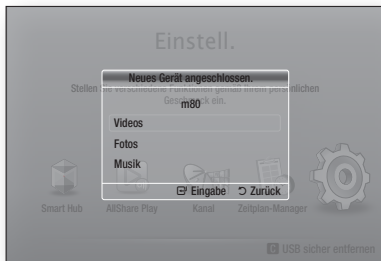 Einstell.
Neues Gerät angeschlossen.
Stellen Sie verschiedene Funktionen gemäß Ihrem persönlichen
Geschmack ein.
m80
Videos
Fotos
Musik
Eingabe Zurück
Smart Hub AllShare Play Kanal Zeitplan-Manager
C USB sicher entfernen